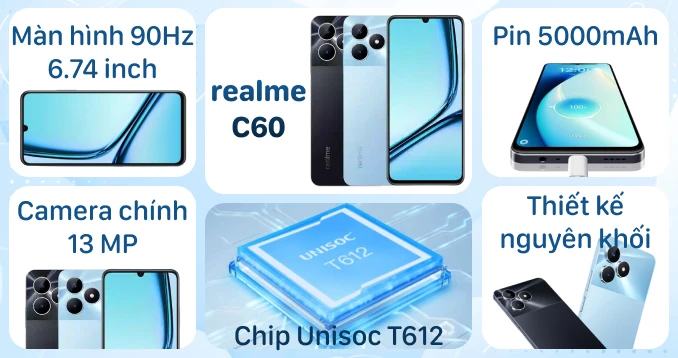 Màn hình 90Hz
6.74 inch
realme
C60
realme
realme
Pin 5000mAh
12:0
100%
Camera chính
13 MP
UNISOC
T612
Chip Unisoc T612
Thiết kế
nguyên khối